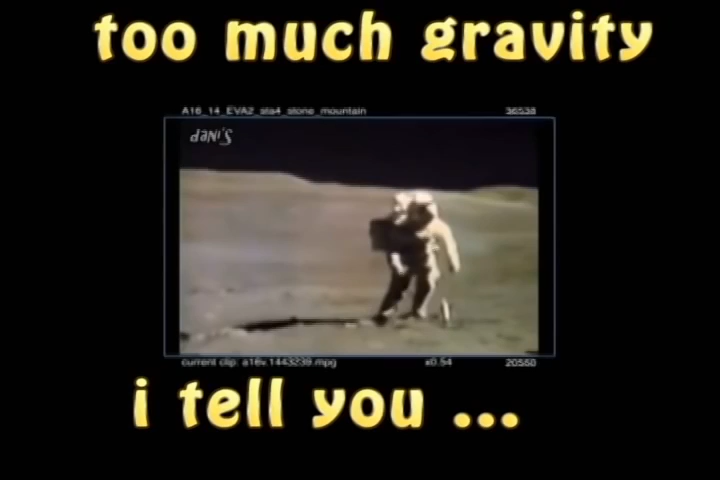 too much gravity
A16_14_EVA2_sta4_stone_mountain 36538
daNi'S
current clip: a16v.1443239.mpg x0.54 20560
i tell you ...